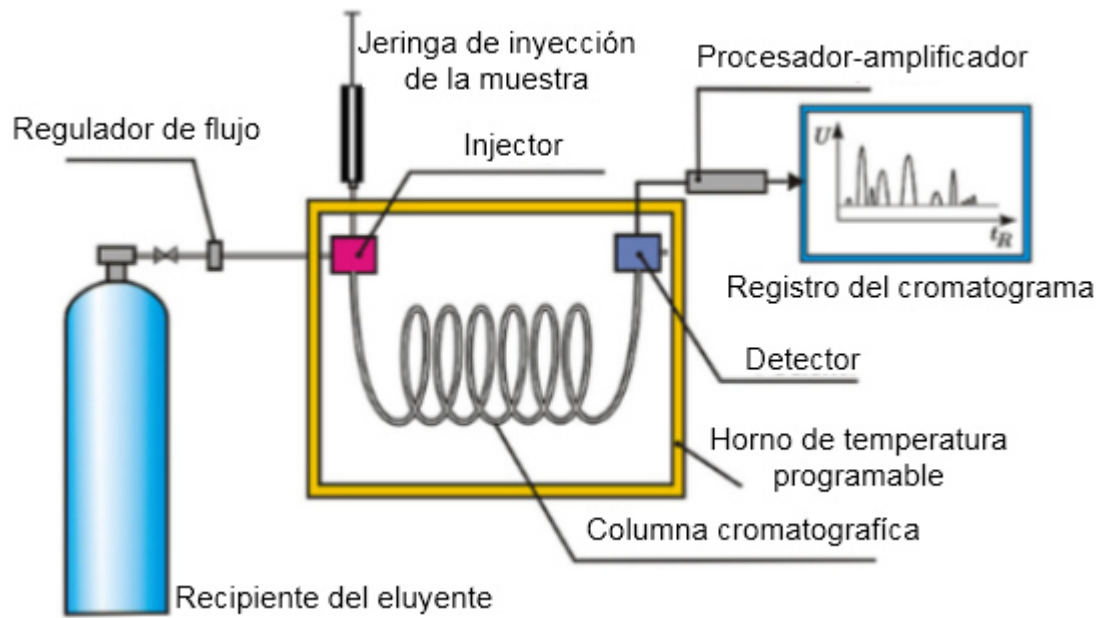 Jeringa de inyección
de la muestra
Procesador-amplificador
Regulador de flujo
Injector
U
t_R
Registro del cromatograma
Detector
Horno de temperatura
programable
Columna cromatografíca
Recipiente del eluyente